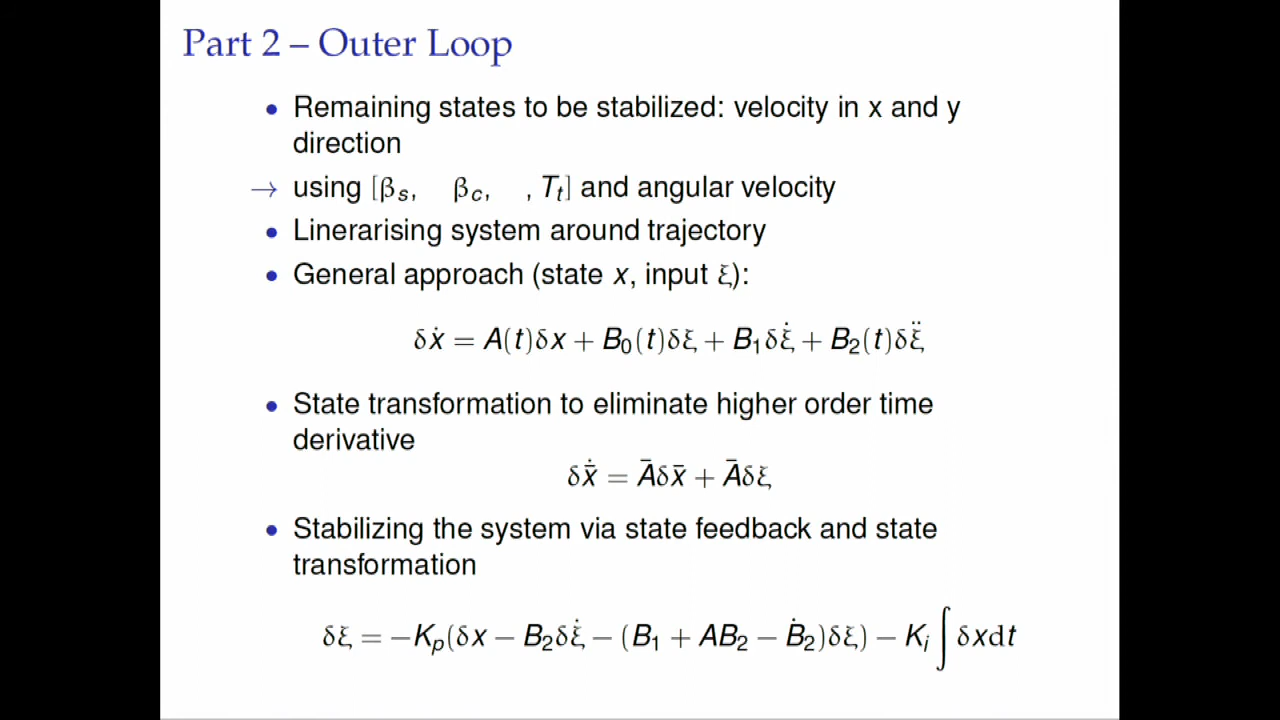 Part 2 – Outer Loop
• Remaining states to be stabilized: velocity in x and y
direction
→ using [βs, βc, , Tt] and angular velocity
• Linerarising system around trajectory
• General approach (state x, input ξ):
δẋ = A(t)δx + B₀(t)δξ + B₁δξ̇ + B₂(t)δξ̈
• State transformation to eliminate higher order time
derivative
δx̄̇ = Āδx̄ + Āδξ
• Stabilizing the system via state feedback and state
transformation
δξ = −Kp(δx − B₂δξ̇ − (B₁ + AB₂ − Ḃ₂)δξ) − Ki ∫ δxdt